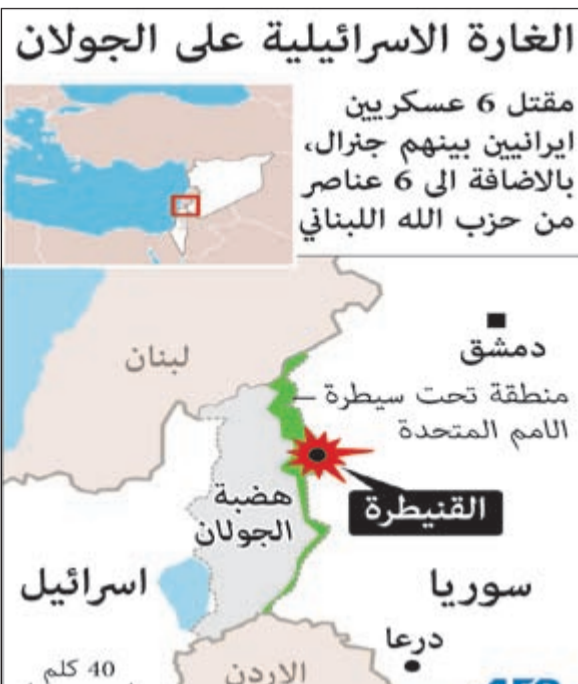 الغارة الاسرائيلية على الجولان
مقتل 6 عسكريين
ايرانيين بينهم جنرال،
بالاضافة الى 6 عناصر
من حزب الله اللبناني
لبنان
دمشق
منطقة تحت سيطرة
الامم المتحدة
القنيطرة
هضبة
الجولان
اسرائيل
سوريا
درعا
40 كلم
الاردن
AFP